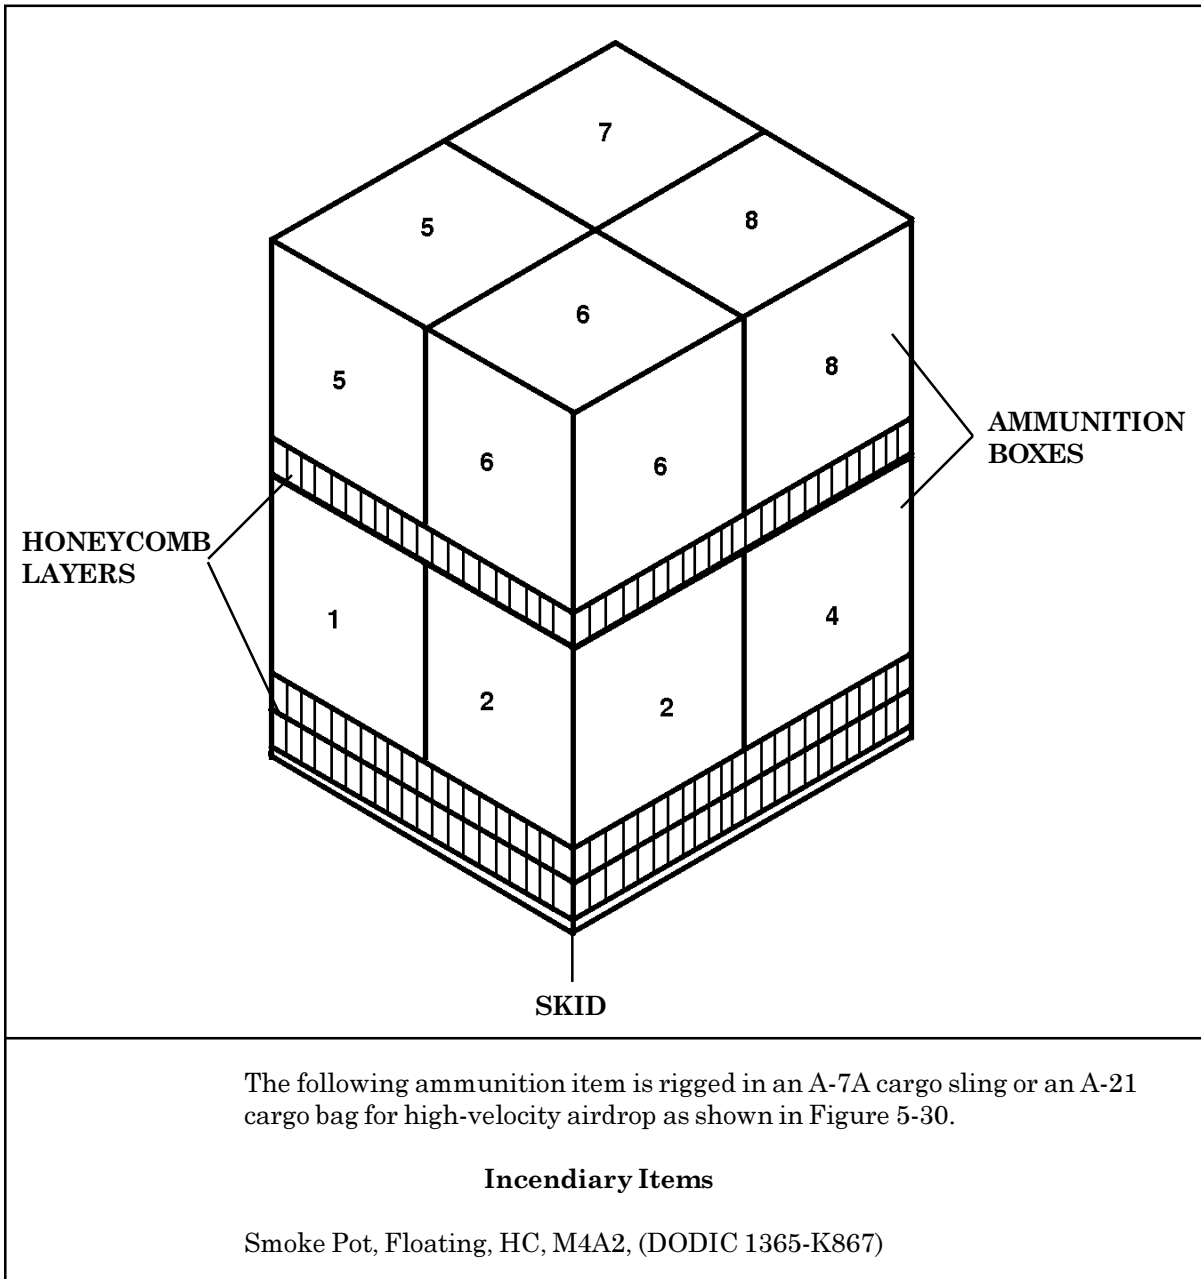 7
5
8
6
5
8
6
6
AMMUNITION
BOXES
HONEYCOMB
LAYERS
1
4
2
2
SKID
The following ammunition item is rigged in an A-7A cargo sling or an A-21
cargo bag for high-velocity airdrop as shown in Figure 5-30.
Incendiary Items
Smoke Pot, Floating, HC, M4A2, (DODIC 1365-K867)